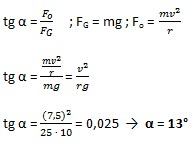 tg α = F₀/F_G ; F_G = mg ; F₀ = mv²/r
tg α = (mv²/r)/mg = v²/rg
tg α = (7,5)²/25 · 10 = 0,025 → α = 13°